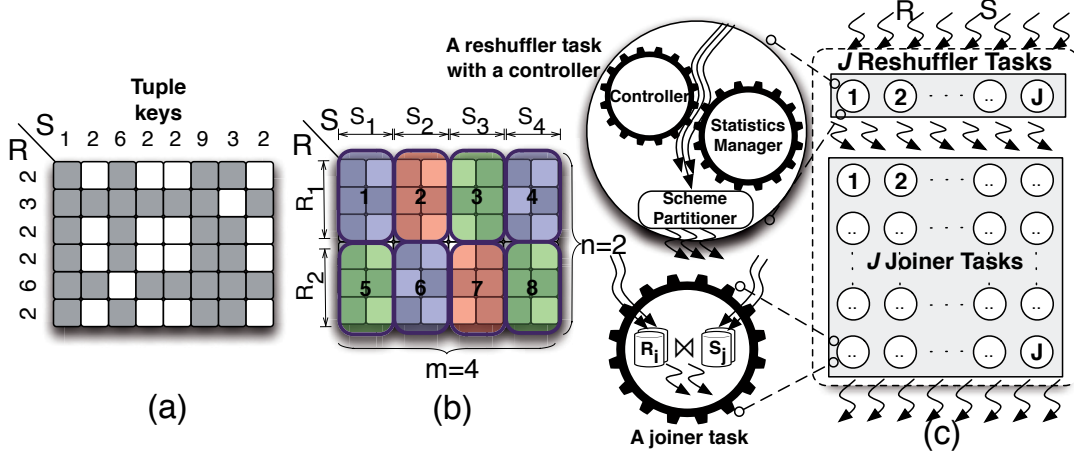 Tuple
keys
S
1 2 6 2 2 9 3 2
R
2
3
2
2
6
2
(a)
S
S1 S2 S3 S4
R
R1
R2
1 2 3 4
5 6 7 8
n=2
m=4
(b)
A reshuffler task
with a controller
Controller
Statistics
Manager
Scheme
Partitioner
Ri ⋈ Sj
A joiner task
R S
J Reshuffler Tasks
1 2 · · · .. J
1 2 · · · .. ..
.. .. · · · .. ..
J Joiner Tasks
.. .. · · · .. ..
.. .. · · · .. J
(c)